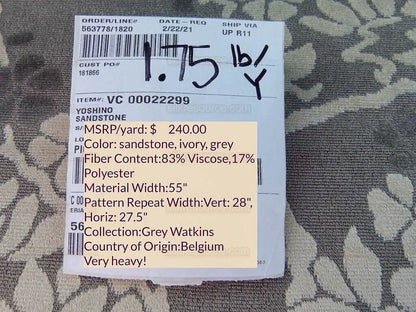 ORDER/LINE# DATE-REQ SHIP VIA
563778/1820 2/22/21 UP R11
1.75 lb/Y
CUST PO#
181866
ITEM#: VC 00022299
YOSHINO
SANDSTONE
MSRP/yard: $ 240.00
Color: sandstone, ivory, grey
Fiber Content:83% Viscose,17%
Polyester
Material Width:55"
Pattern Repeat Width:Vert: 28",
Horiz: 27.5"
Collection:Grey Watkins
Country of Origin:Belgium
Very heavy!